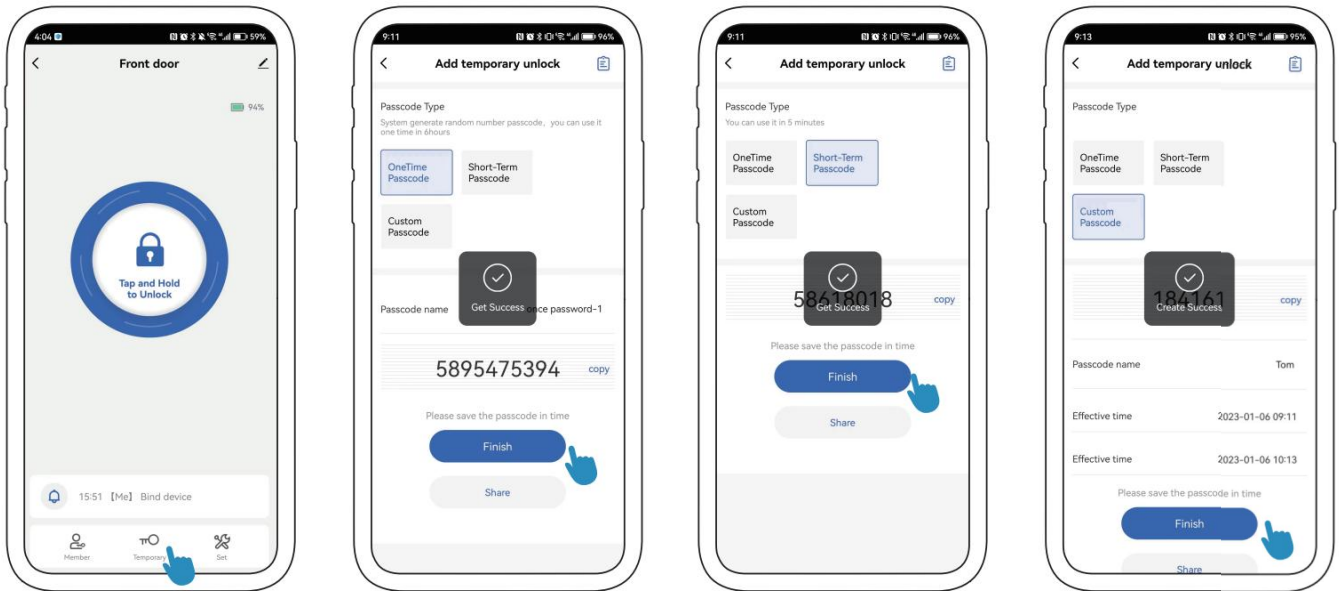 4:04
59%
Front door
94%
Tap and Hold
to Unlock
15:51 【Me】 Bind device
Member
Temporary
Set
9:11
96%
Add temporary unlock
Passcode Type
System generate random number passcode, you can use it
one time in 6hours
OneTime
Passcode
Short-Term
Passcode
Custom
Passcode
Get Success
Passcode name
once password-1
5895475394
copy
Please save the passcode in time
Finish
Share
9:11
96%
Add temporary unlock
Passcode Type
You can use it in 5 minutes
OneTime
Passcode
Short-Term
Passcode
Custom
Passcode
58618018
copy
Get Success
Please save the passcode in time
Finish
Share
9:13
95%
Add temporary unlock
Passcode Type
OneTime
Passcode
Short-Term
Passcode
Custom
Passcode
184161
copy
Create Success
Passcode name
Tom
Effective time
2023-01-06 09:11
Effective time
2023-01-06 10:13
Please save the passcode in time
Finish
Share